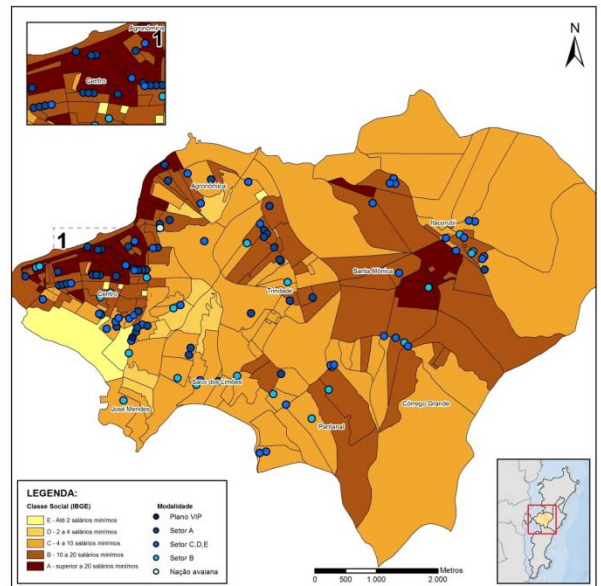 Agronômica
1
Centro
N
Agronômica
Itacorubi
1
Santa Mônica
Centro
Trindade
Saco dos Limões
José Mendes
Córrego Grande
Pantanal
LEGENDA:
Classe Social (IBGE)
E - Até 2 salários mínimos
D - 2 a 4 salários mínimos
C - 4 a 10 salários mínimos
B - 10 a 20 salários mínimos
A - superior a 20 salários mínimos
Modalidade
Plano VIP
Setor A
Setor C,D,E
Setor B
Nação avaiana
Metros
0 500 1.000 2.000